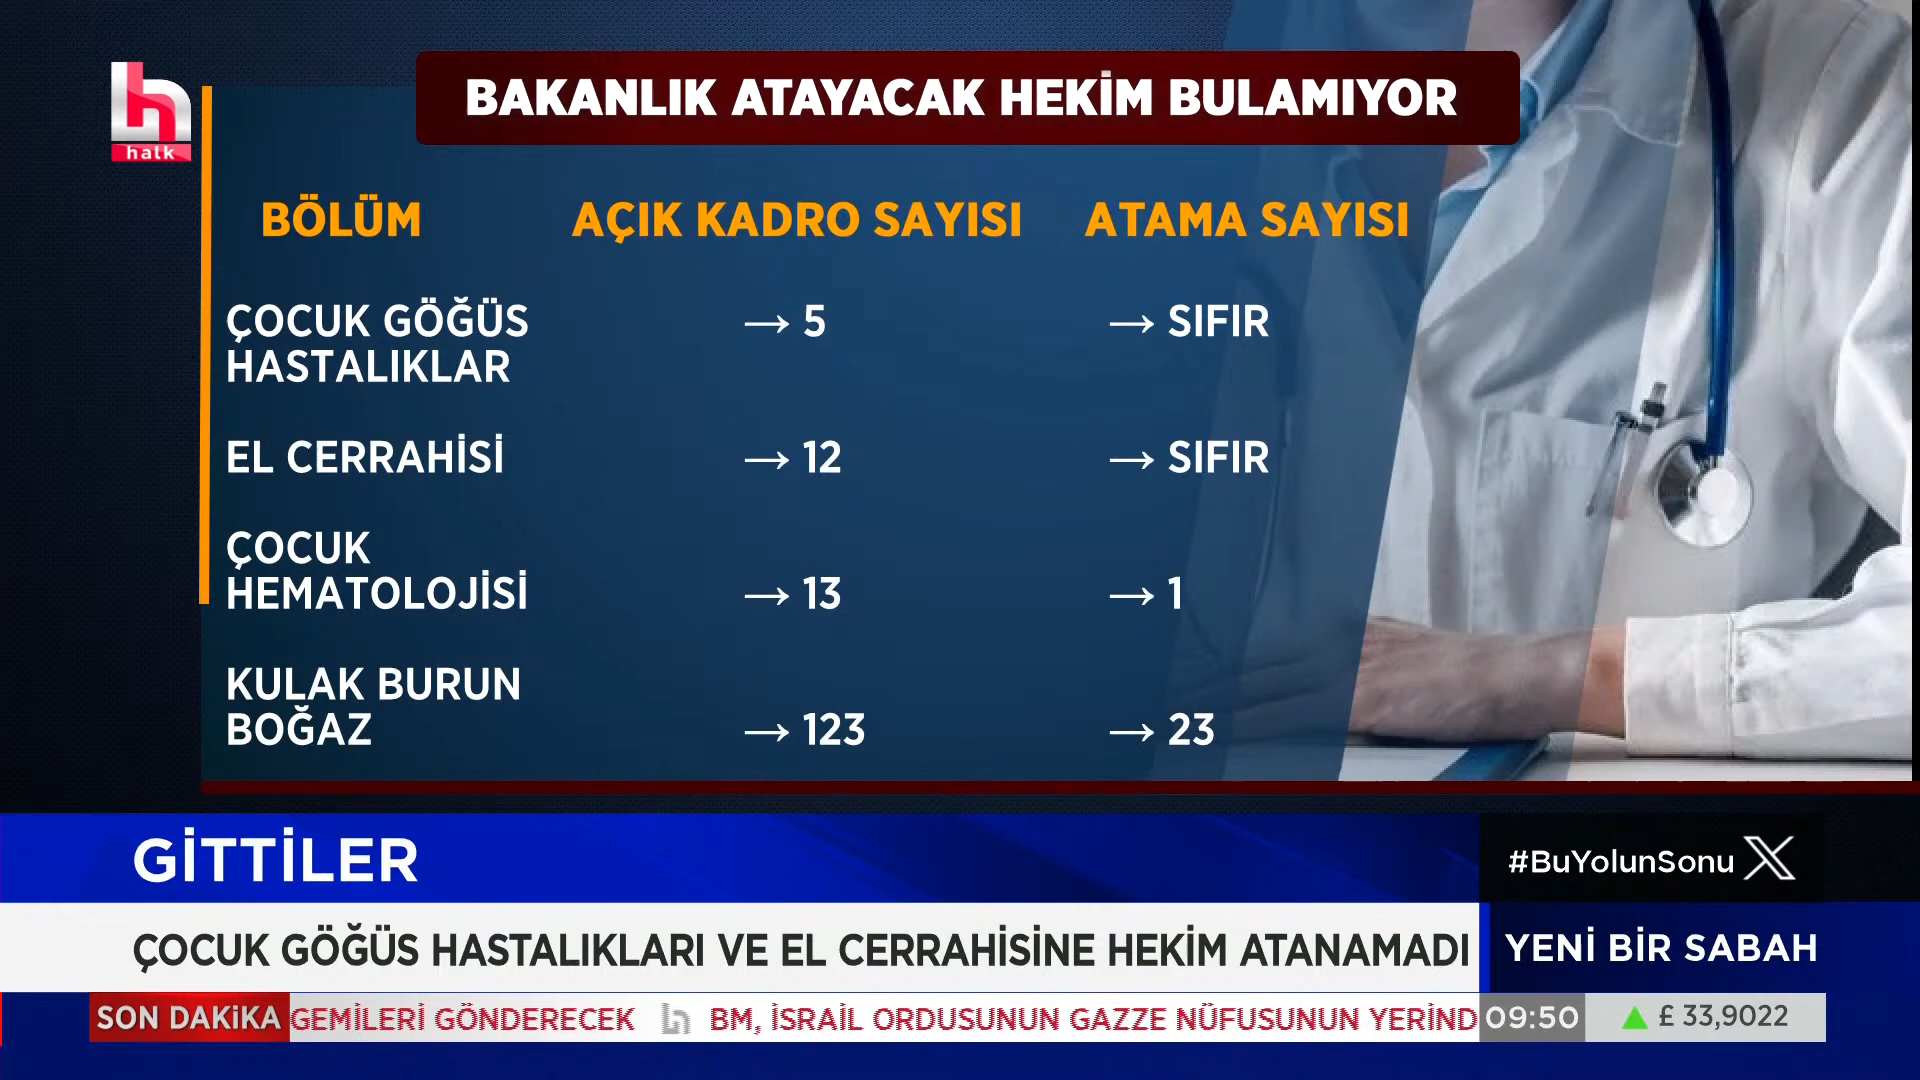 BAKANLIK ATAYACAK HEKİM BULAMIYOR
halk
BÖLÜM AÇIK KADRO SAYISI ATAMA SAYISI
ÇOCUK GÖĞÜS → 5 → SIFIR
HASTALIKLAR
EL CERRAHİSİ → 12 → SIFIR
ÇOCUK
HEMATOLOJİSİ → 13 → 1
KULAK BURUN
BOĞAZ → 123 → 23
GİTTİLER
#BuYolunSonu X
ÇOCUK GÖĞÜS HASTALIKLARI VE EL CERRAHİSİNE HEKİM ATANAMADI
YENİ BİR SABAH
SON DAKİKA GEMİLERİ GÖNDERECEK h BM, İSRAİL ORDUSUNUN GAZZE NÜFUSUNUN YERİND 09:50 ▲ £ 33,9022